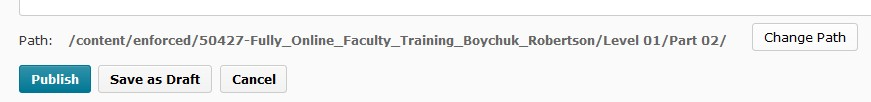 Path: /content/enforced/50427-Fully_Online_Faculty_Training_Boychuk_Robertson/Level 01/Part 02/ Change Path
Publish Save as Draft Cancel